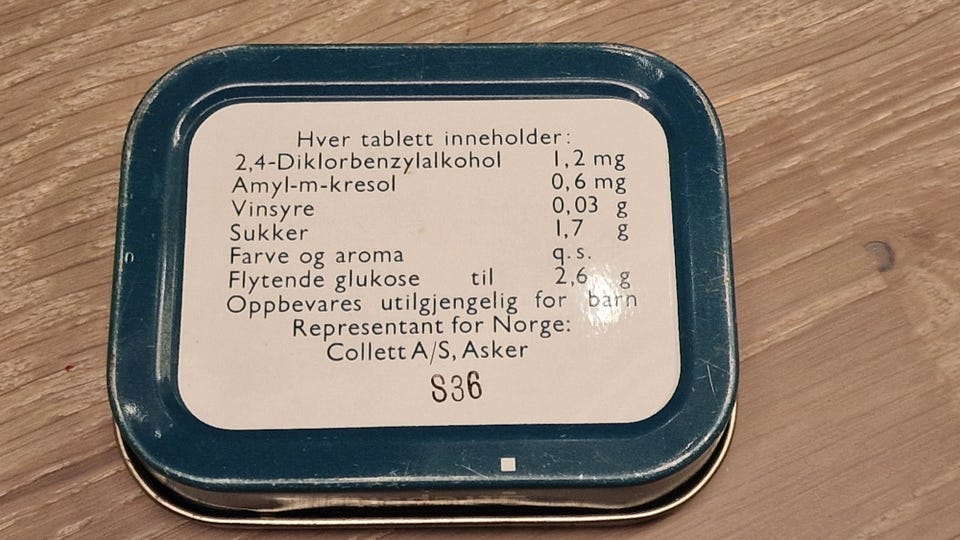 Hver tablett inneholder:
2,4-Diklorbenzylalkohol 1,2 mg
Amyl-m-kresol 0,6 mg
Vinsyre 0,03 g
Sukker 1,7 g
Farve og aroma q.s.
Flytende glukose til 2,6 g
Oppbevares utilgjengelig for barn
Representant for Norge:
Collett A/S, Asker
S36